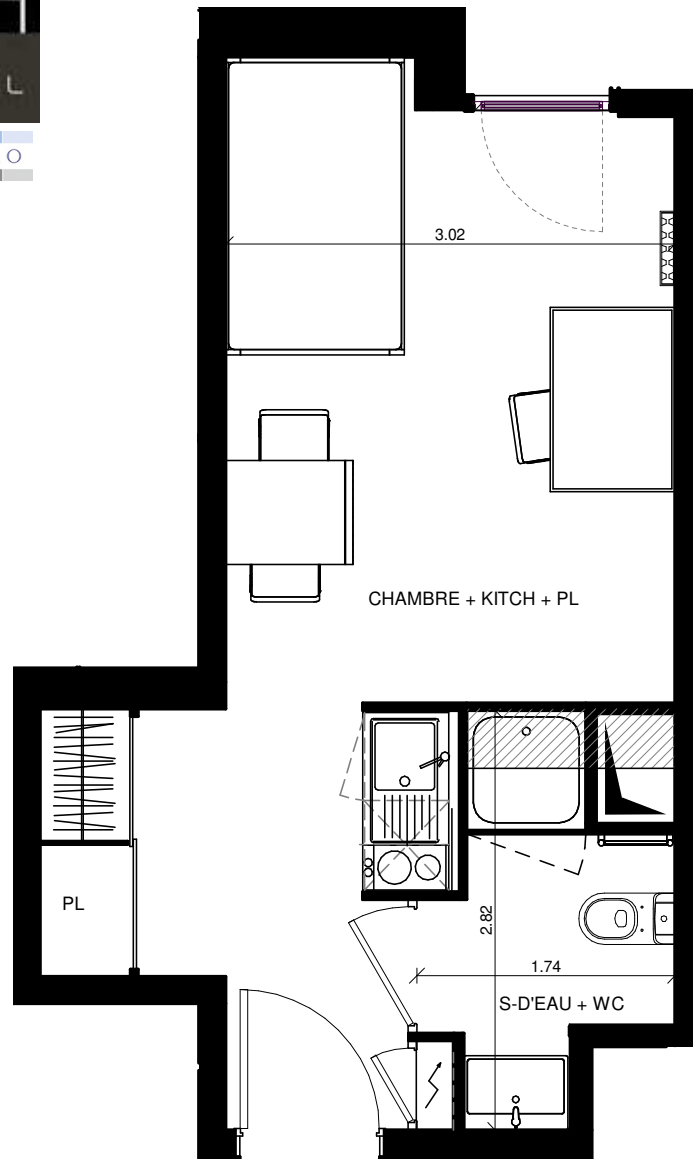 L
O
3.02
CHAMBRE + KITCH + PL
PL
2.82
1.74
S-D'EAU + WC